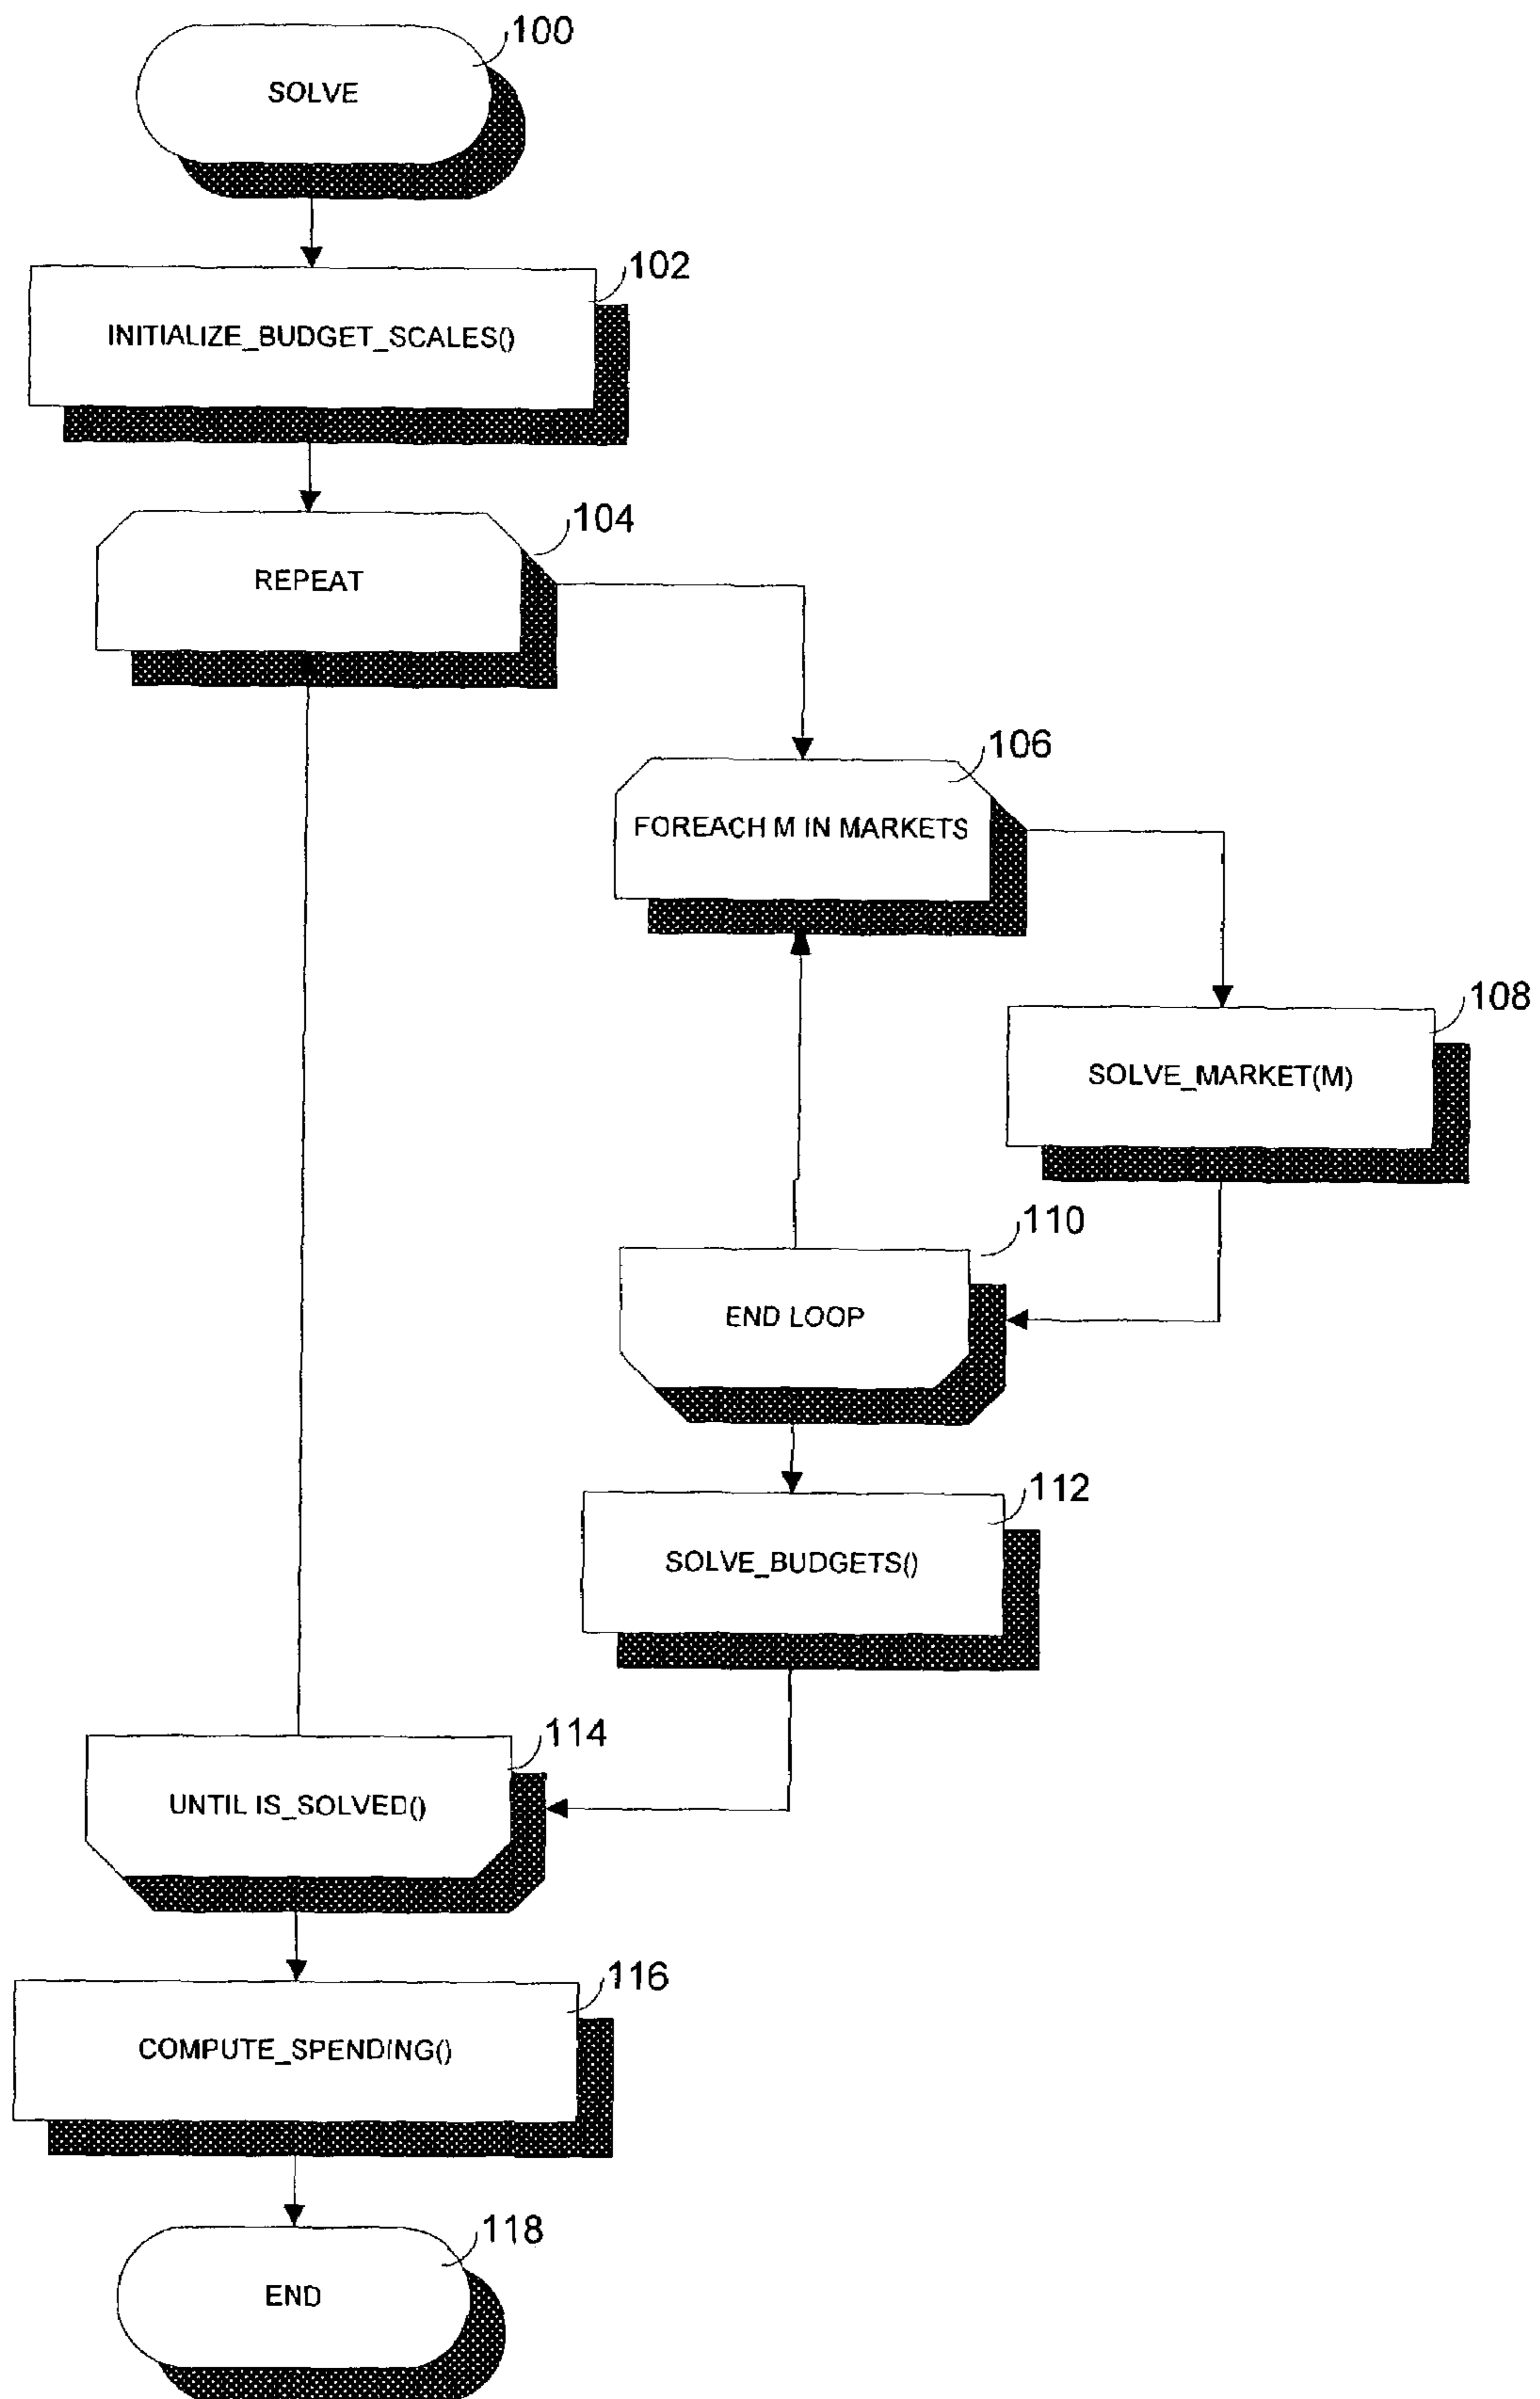 100
SOLVE
102
INITIALIZE_BUDGET_SCALES()
104
REPEAT
106
FOREACH M IN MARKETS
108
SOLVE_MARKET(M)
110
END LOOP
112
SOLVE_BUDGETS()
114
UNTIL IS_SOLVED()
116
COMPUTE_SPENDING()
118
END